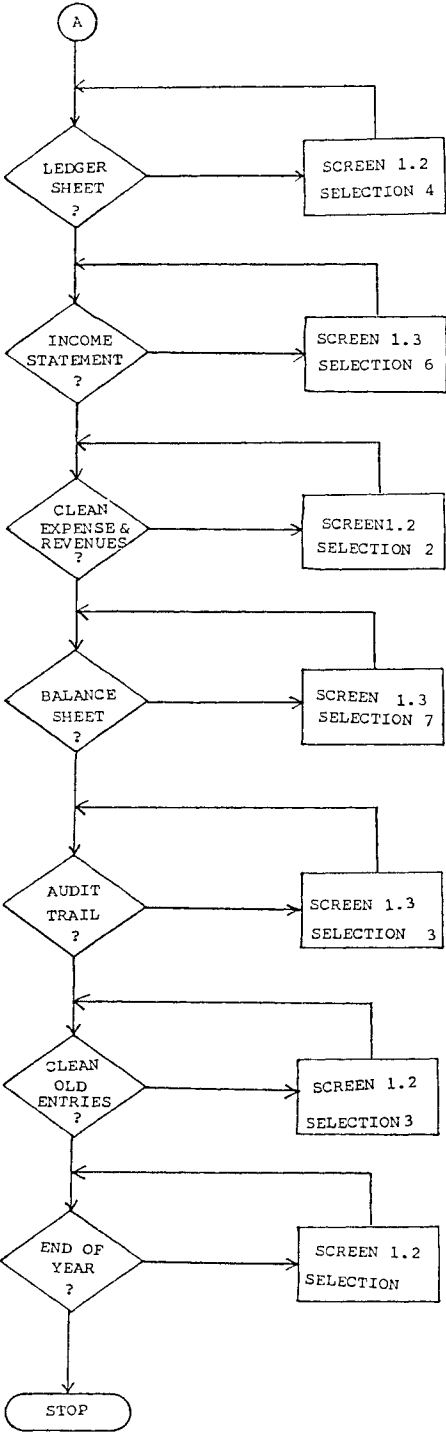 A
LEDGER
SHEET
?
SCREEN 1.2
SELECTION 4
INCOME
STATEMENT
?
SCREEN 1.3
SELECTION 6
CLEAN
EXPENSE &
REVENUES
?
SCREEN1.2
SELECTION 2
BALANCE
SHEET
?
SCREEN 1.3
SELECTION 7
AUDIT
TRAIL
?
SCREEN 1.3
SELECTION 3
CLEAN
OLD
ENTRIES
?
SCREEN 1.2
SELECTION 3
END OF
YEAR
?
SCREEN 1.2
SELECTION
STOP